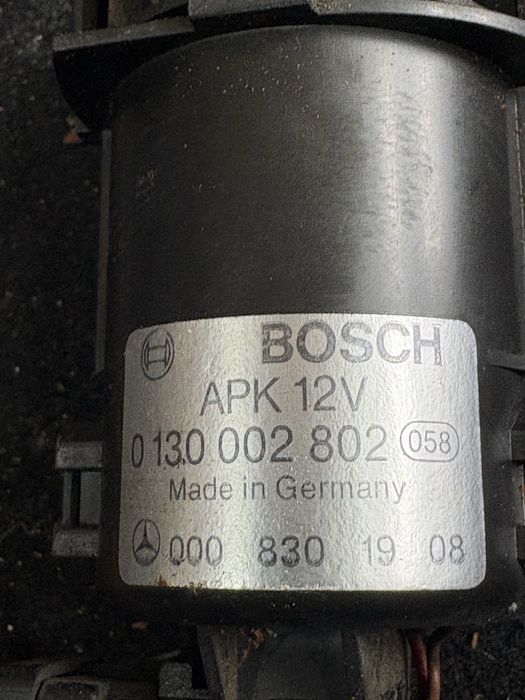 BOSCH
APK 12V
0 130 002 802 058
Made in Germany
000 830 19 08